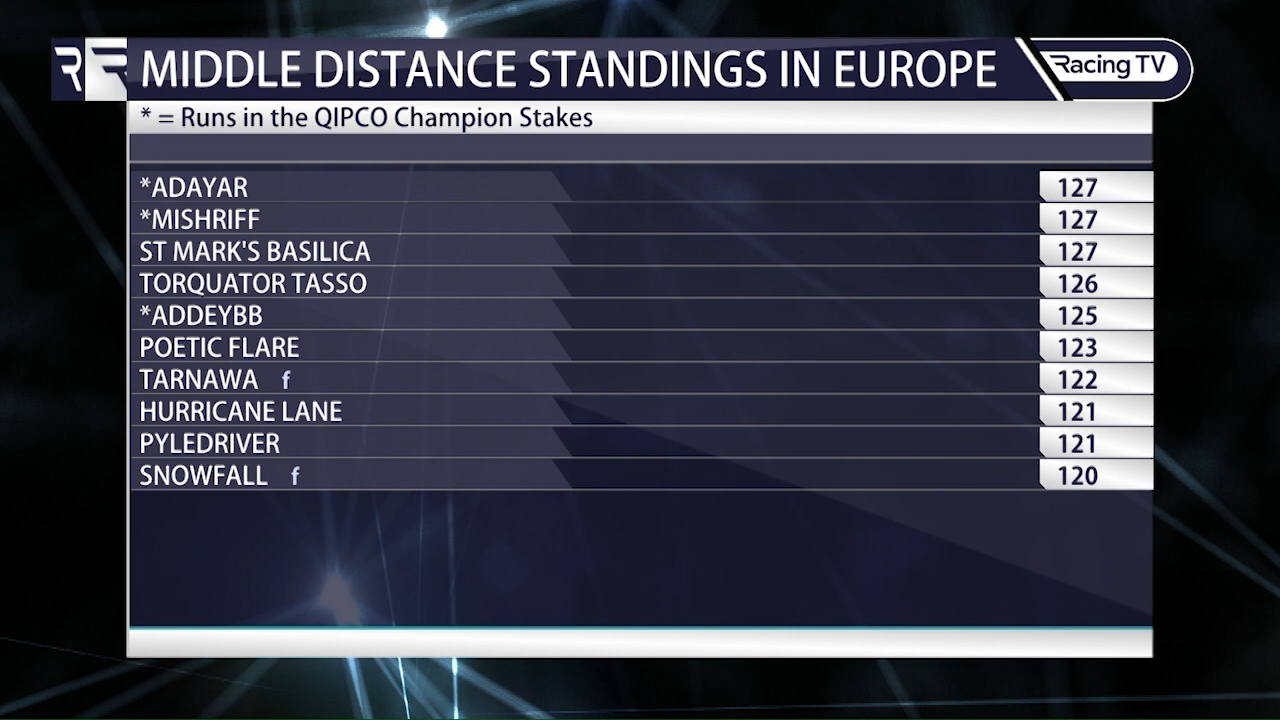 MIDDLE DISTANCE STANDINGS IN EUROPE
Racing TV
* = Runs in the QIPCO Champion Stakes
*ADAYAR 127
*MISHRIFF 127
ST MARK'S BASILICA 127
TORQUATOR TASSO 126
*ADDEYBB 125
POETIC FLARE 123
TARNAWA f 122
HURRICANE LANE 121
PYLEDRIVER 121
SNOWFALL f 120